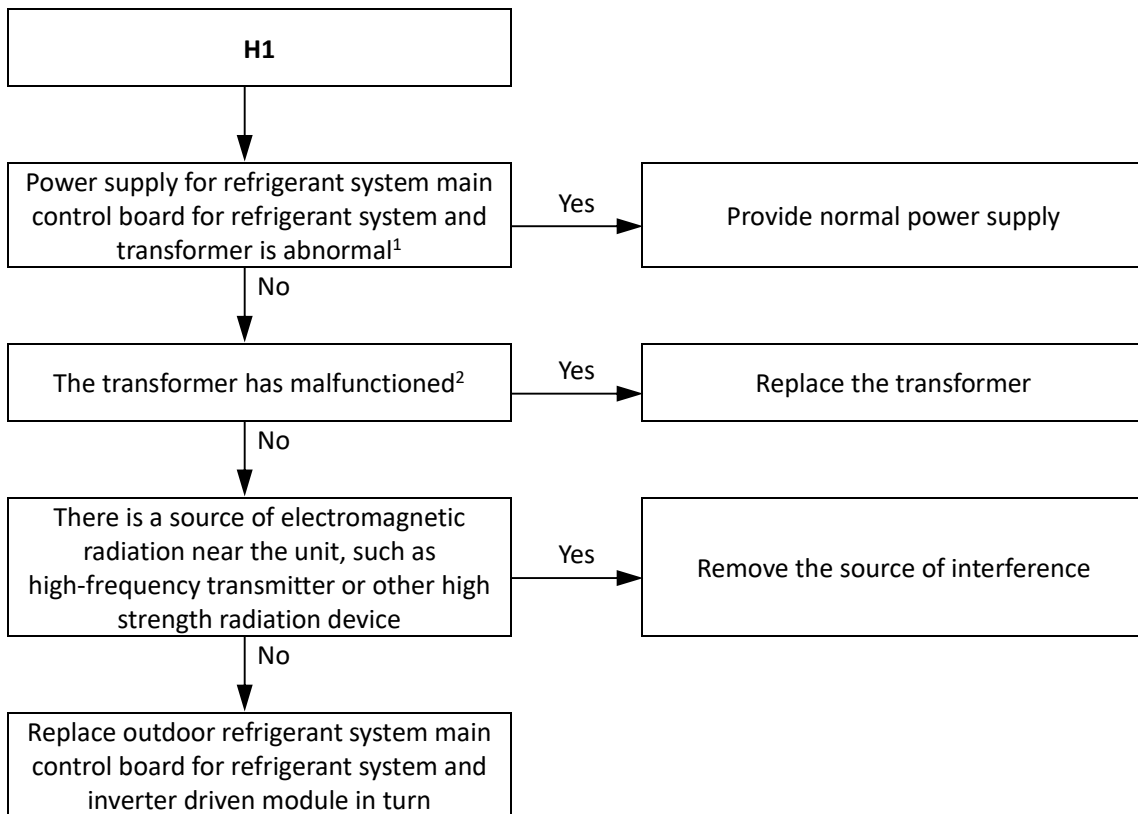 H1
Power supply for refrigerant system main
control board for refrigerant system and
transformer is abnormal1
Yes
Provide normal power supply
No
The transformer has malfunctioned2
Yes
Replace the transformer
No
There is a source of electromagnetic
radiation near the unit, such as
high-frequency transmitter or other high
strength radiation device
Yes
Remove the source of interference
No
Replace outdoor refrigerant system main
control board for refrigerant system and
inverter driven module in turn